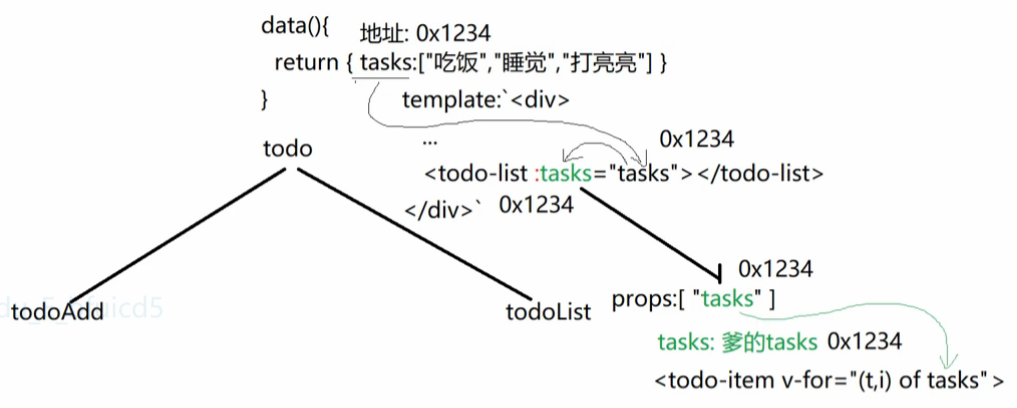 data(){
地址: 0x1234
return { tasks:["吃饭","睡觉","打亮亮"] }
}
template:`<div>
...
0x1234
todo
<todo-list :tasks="tasks"></todo-list>
</div>`
0x1234
0x1234
todoAdd
todoList
props:[ "tasks" ]
tasks: 爹的tasks 0x1234
<todo-item v-for="(t,i) of tasks">